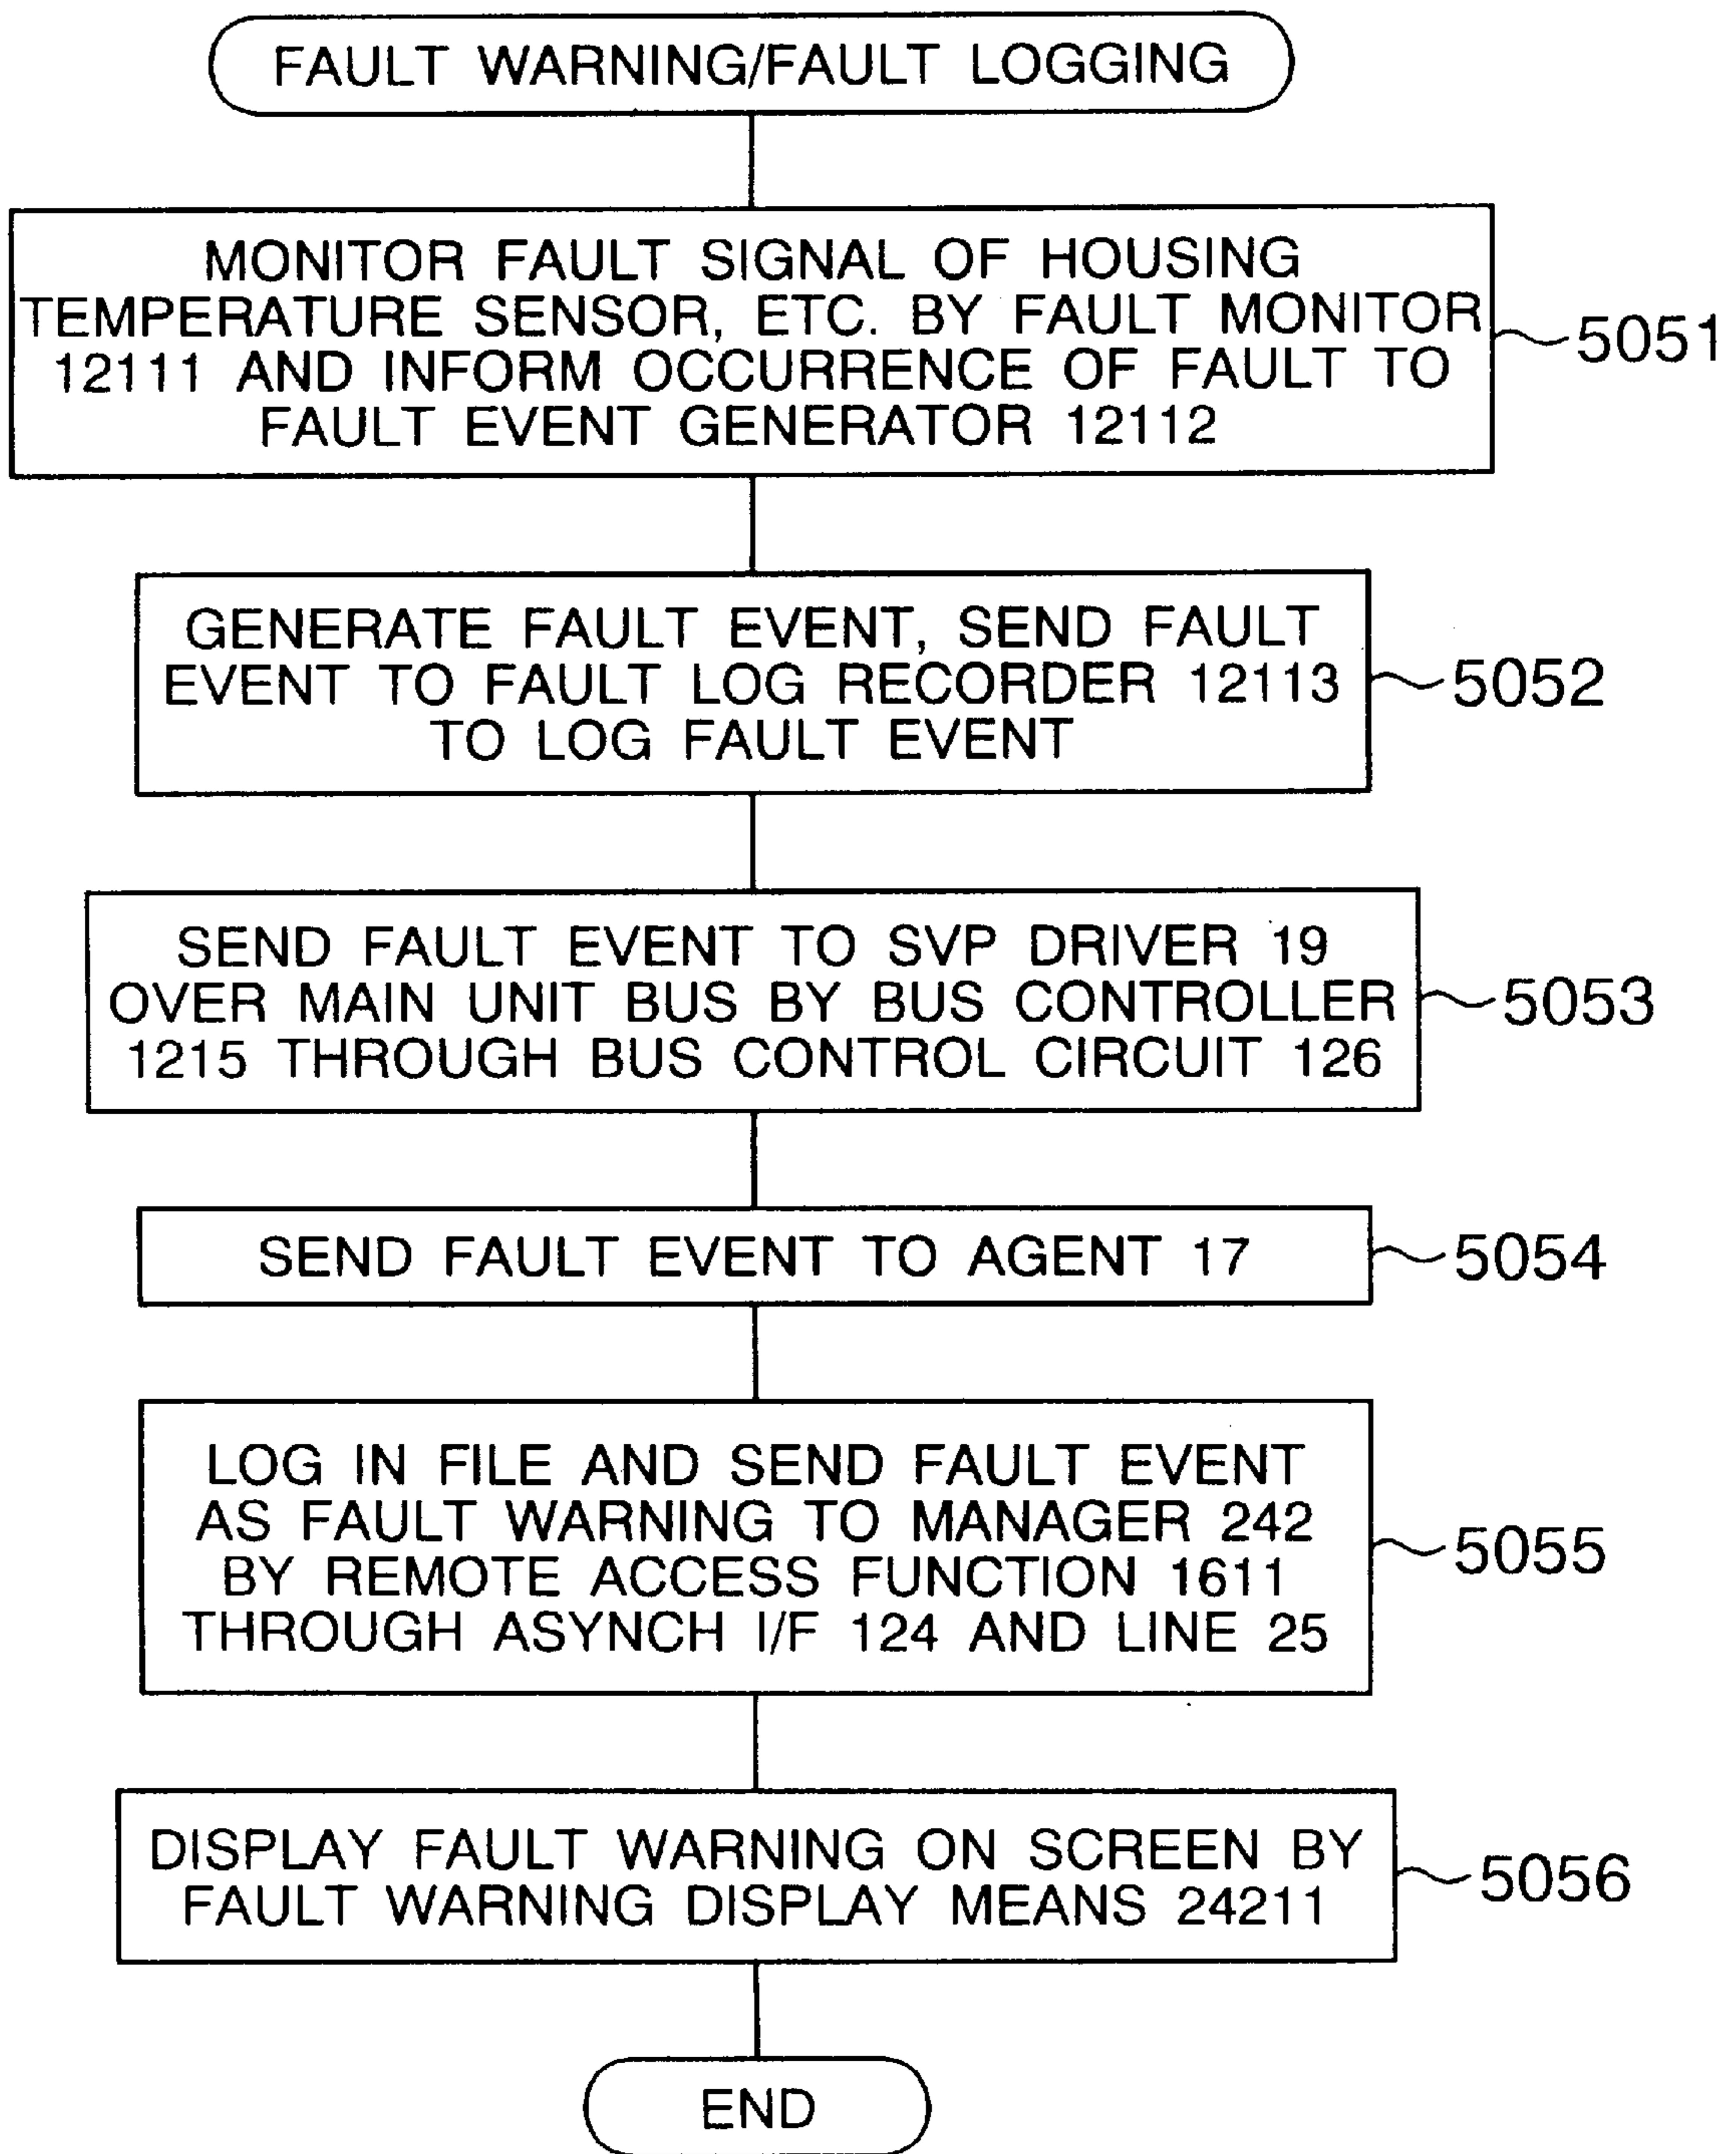 FAULT WARNING/FAULT LOGGING
MONITOR FAULT SIGNAL OF HOUSING
TEMPERATURE SENSOR, ETC. BY FAULT MONITOR
12111 AND INFORM OCCURRENCE OF FAULT TO
FAULT EVENT GENERATOR 12112
5051
GENERATE FAULT EVENT, SEND FAULT
EVENT TO FAULT LOG RECORDER 12113
TO LOG FAULT EVENT
5052
SEND FAULT EVENT TO SVP DRIVER 19
OVER MAIN UNIT BUS BY BUS CONTROLLER
1215 THROUGH BUS CONTROL CIRCUIT 126
5053
SEND FAULT EVENT TO AGENT 17
5054
LOG IN FILE AND SEND FAULT EVENT
AS FAULT WARNING TO MANAGER 242
BY REMOTE ACCESS FUNCTION 1611
THROUGH ASYNCH I/F 124 AND LINE 25
5055
DISPLAY FAULT WARNING ON SCREEN BY
FAULT WARNING DISPLAY MEANS 24211
5056
END